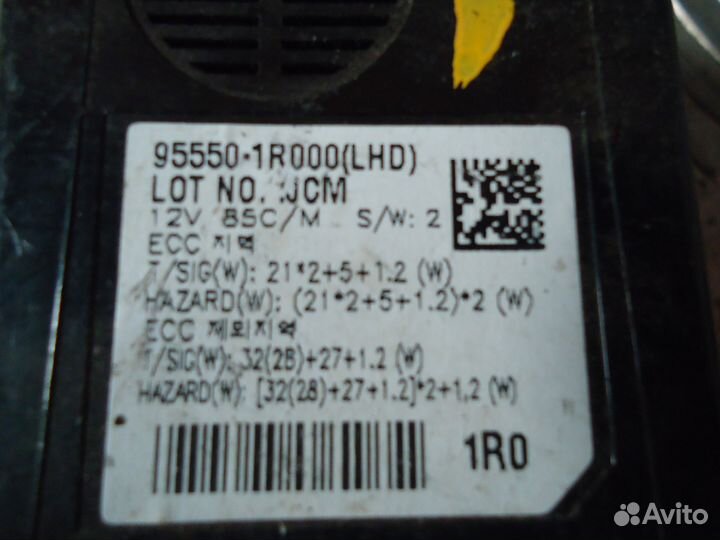 95550-1R000(LHD)
LOT NO. JCM
12V 85C/M S/W: 2
ECC 지역
T/SIG(W): 21*2+5+1.2 (W)
HAZARD(W): (21*2+5+1.2)*2 (W)
ECC 제외지역
T/SIG(W): 32(28)+27+1.2 (W)
HAZARD(W): [32(28)+27+1.2]*2+1.2 (W)
1R0
Avito